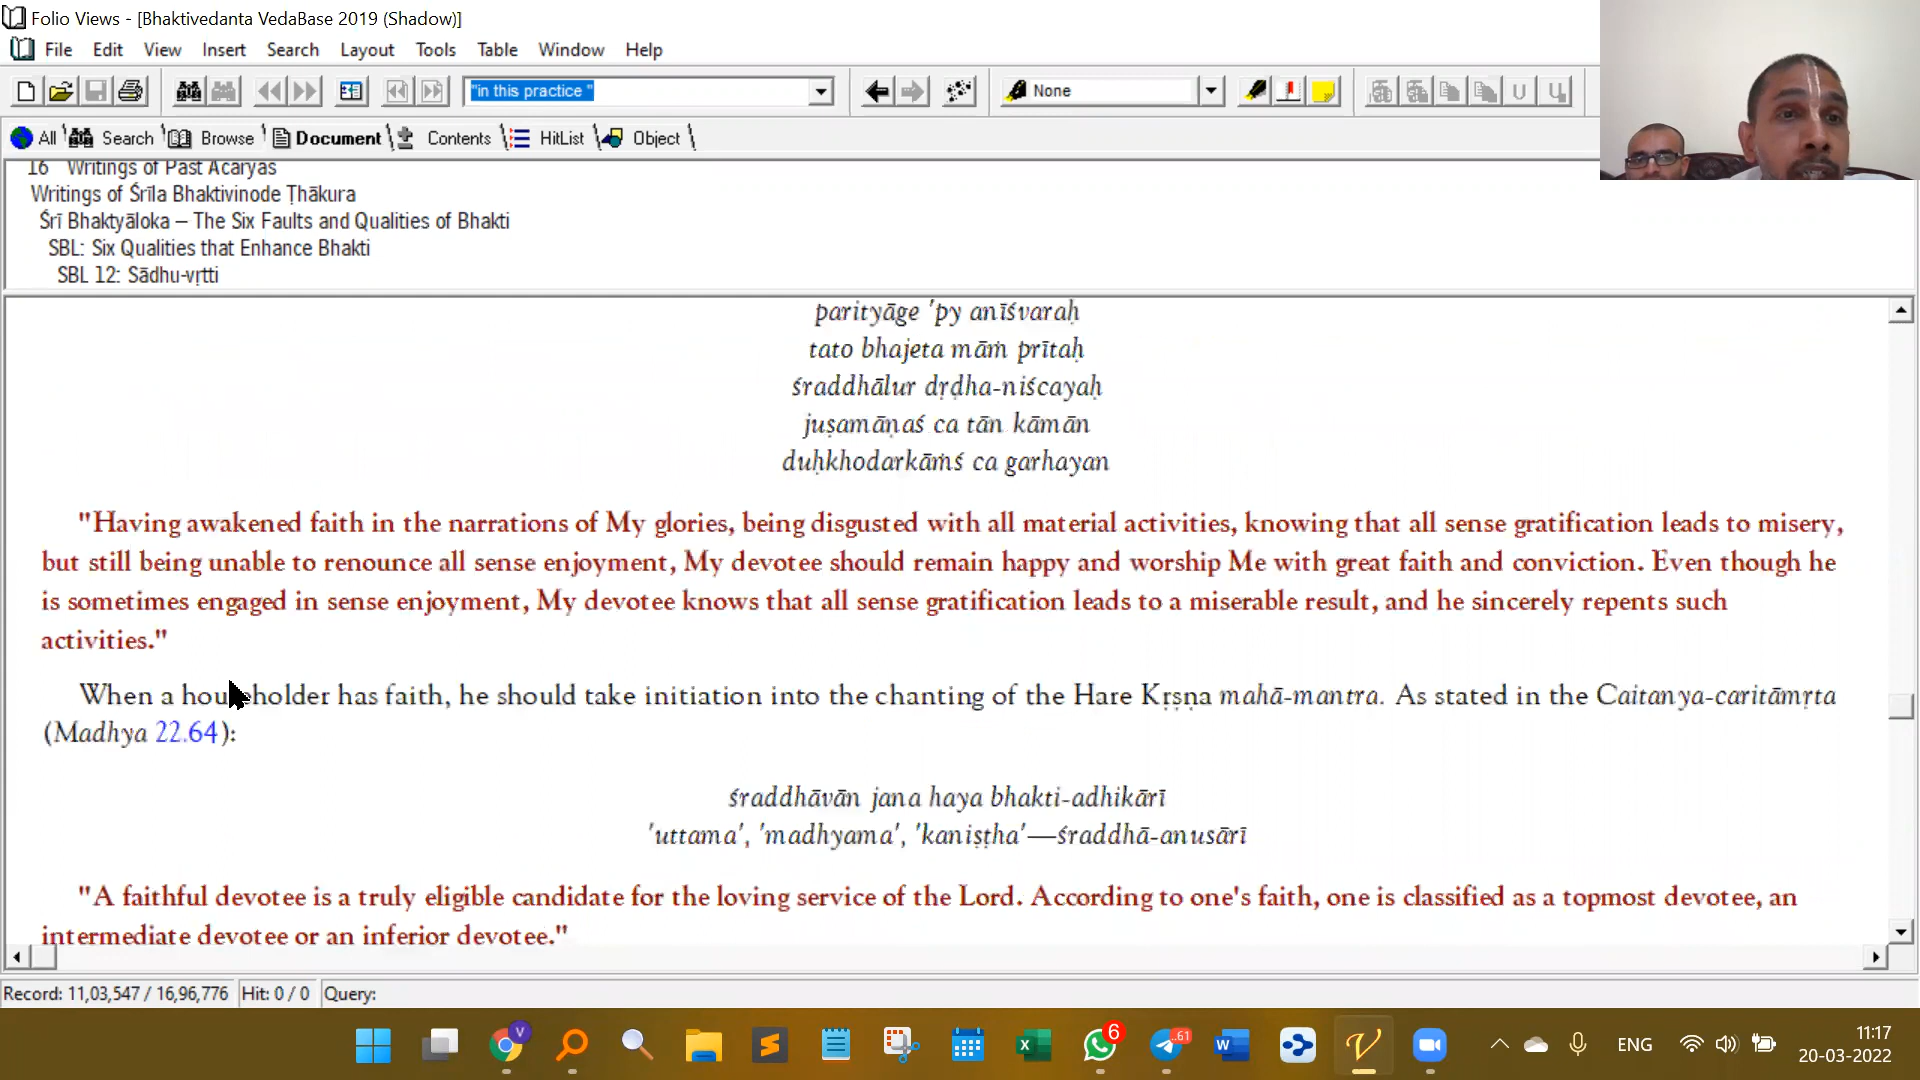 Folio Views - [Bhaktivedanta VedaBase 2019 (Shadow)]
File Edit View Insert Search Layout Tools Table Window Help
"in this practice " None
All Search Browse Document Contents HitList Object
16 Writings of Past Acaryas
Writings of Śrīla Bhaktivinode Ṭhākura
Śrī Bhaktyāloka – The Six Faults and Qualities of Bhakti
SBL: Six Qualities that Enhance Bhakti
SBL 12: Sādhu-vṛtti
parityāge 'py anīśvaraḥ
tato bhajeta māṁ prītaḥ
śraddhālur dṛḍha-niścayaḥ
juṣamāṇaś ca tān kāmān
duḥkhodarkāṁś ca garhayan
"Having awakened faith in the narrations of My glories, being disgusted with all material activities, knowing that all sense gratification leads to misery,
but still being unable to renounce all sense enjoyment, My devotee should remain happy and worship Me with great faith and conviction. Even though he
is sometimes engaged in sense enjoyment, My devotee knows that all sense gratification leads to a miserable result, and he sincerely repents such
activities."
When a householder has faith, he should take initiation into the chanting of the Hare Kṛṣṇa mahā-mantra. As stated in the Caitanya-caritāmṛta
(Madhya 22.64):
śraddhāvān jana haya bhakti-adhikārī
'uttama', 'madhyama', 'kaniṣṭha'—śraddhā-anusārī
"A faithful devotee is a truly eligible candidate for the loving service of the Lord. According to one's faith, one is classified as a topmost devotee, an
intermediate devotee or an inferior devotee."
Record: 11,03,547 / 16,96,776 Hit: 0 / 0 Query:
V 6 61 ENG 11:17
20-03-2022